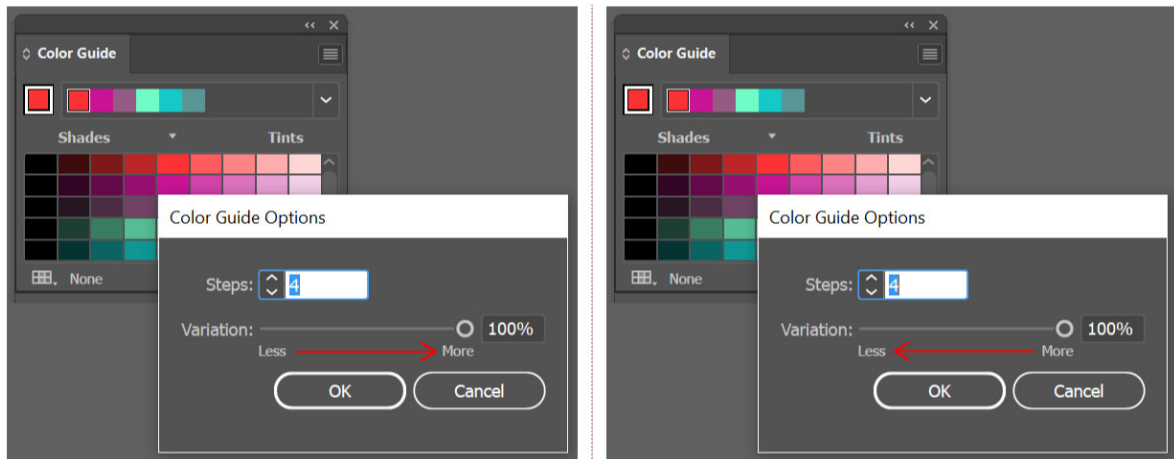 Color Guide
Shades Tints
None
Color Guide Options
Steps: 4
Variation: 100%
Less More
OK Cancel
Color Guide
Shades Tints
None
Color Guide Options
Steps: 4
Variation: 100%
Less More
OK Cancel